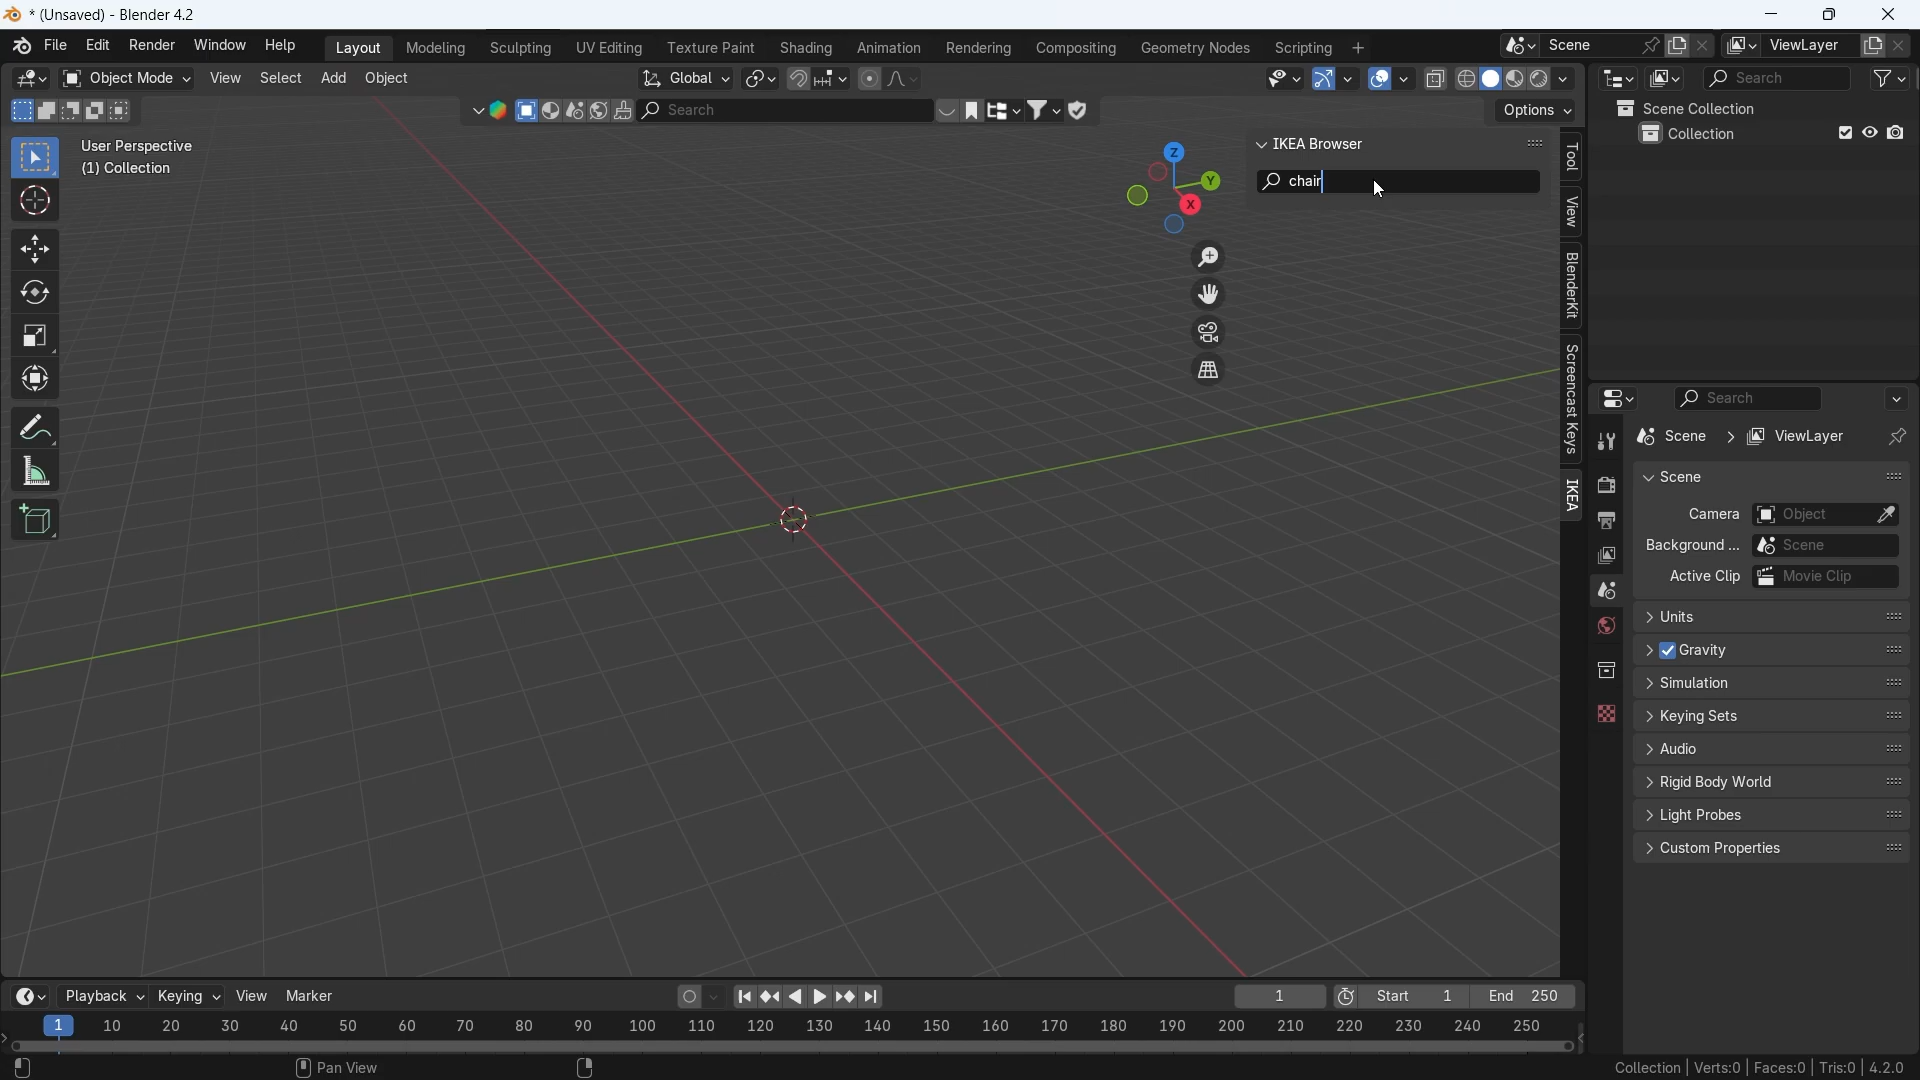 * (Unsaved) - Blender 4.2
File Edit Render Window Help Layout Modeling Sculpting UV Editing Texture Paint Shading Animation Rendering Compositing Geometry Nodes Scripting + Scene ViewLayer
Object Mode View Select Add Object Global Search
Search Options
User Perspective
(1) Collection
Z
Y
X
IKEA Browser
chair
Tool
View
BlenderKit
Screencast Keys
IKEA
Scene Collection
Collection
Search
Scene > ViewLayer
Scene
Camera Object
Background ... Scene
Active Clip Movie Clip
Units
Gravity
Simulation
Keying Sets
Audio
Rigid Body World
Light Probes
Custom Properties
Playback Keying View Marker 1 Start 1 End 250
1 10 20 30 40 50 60 70 80 90 100 110 120 130 140 150 160 170 180 190 200 210 220 230 240 250
Pan View
Collection | Verts:0 | Faces:0 | Tris:0 | 4.2.0